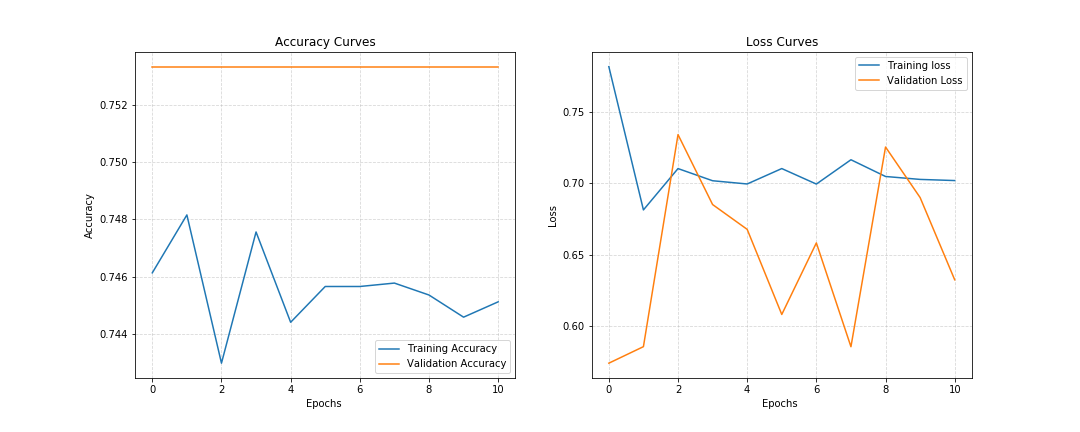 Accuracy Curves
0.752
0.750
0.748
0.746
0.744
Accuracy
0 2 4 6 8 10
Epochs
Training Accuracy
Validation Accuracy
Loss Curves
0.75
0.70
0.65
0.60
Loss
0 2 4 6 8 10
Epochs
Training loss
Validation Loss